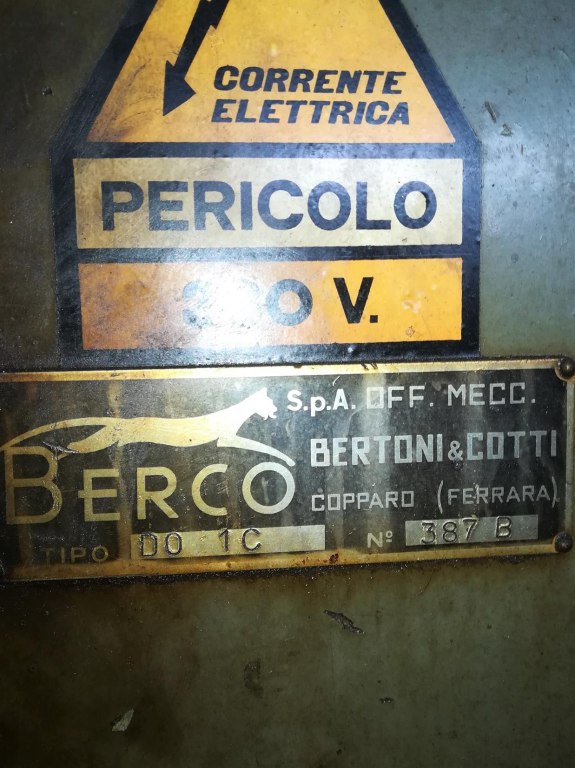 CORRENTE
ELETTRICA
PERICOLO
V.
S.p.A. OFF. MECC.
BERCO
BERTONI & COTTI
COPPARO (FERRARA)
TIPO DO 1C Nº 387 B